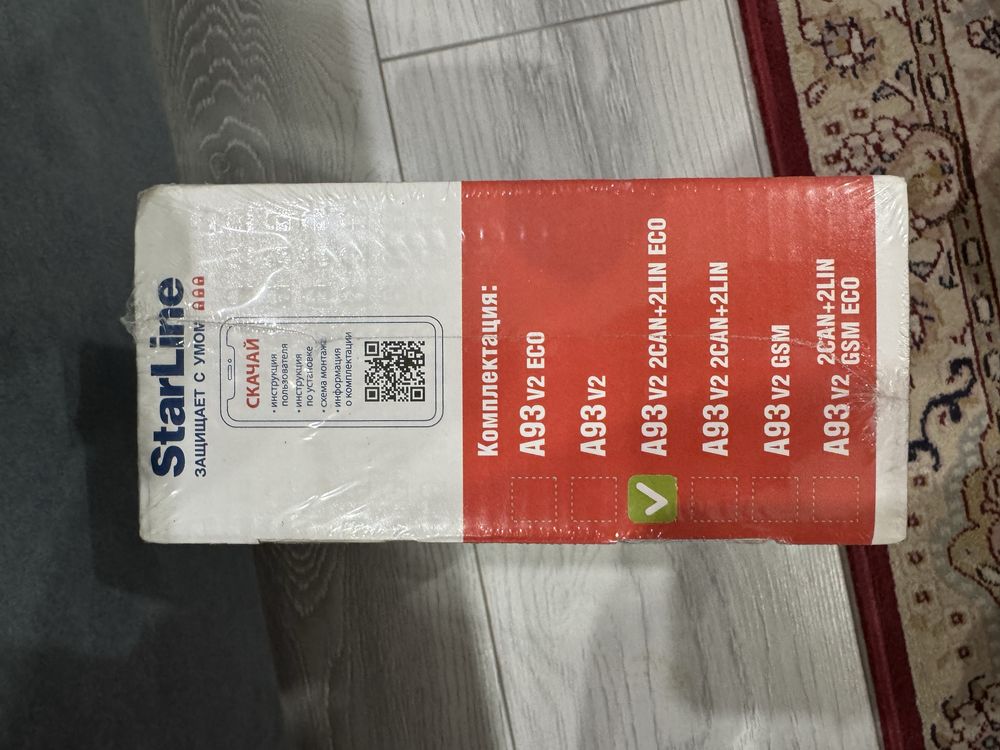 StarLine
ЗАЩИЩАЕТ С УМОМ
СКАЧАЙ
• инструкция
пользователя
• инструкция
по установке
• схема монтажа
• информация
о комплектации
Комплектация:
A93 V2 ECO
A93 V2
A93 V2 2CAN+2LIN ECO
A93 V2 2CAN+2LIN
A93 V2 GSM
A93 V2 2CAN+2LIN
GSM ECO